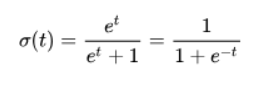 σ(t) = e^t / (e^t + 1) = 1 / (1 + e^{-t})